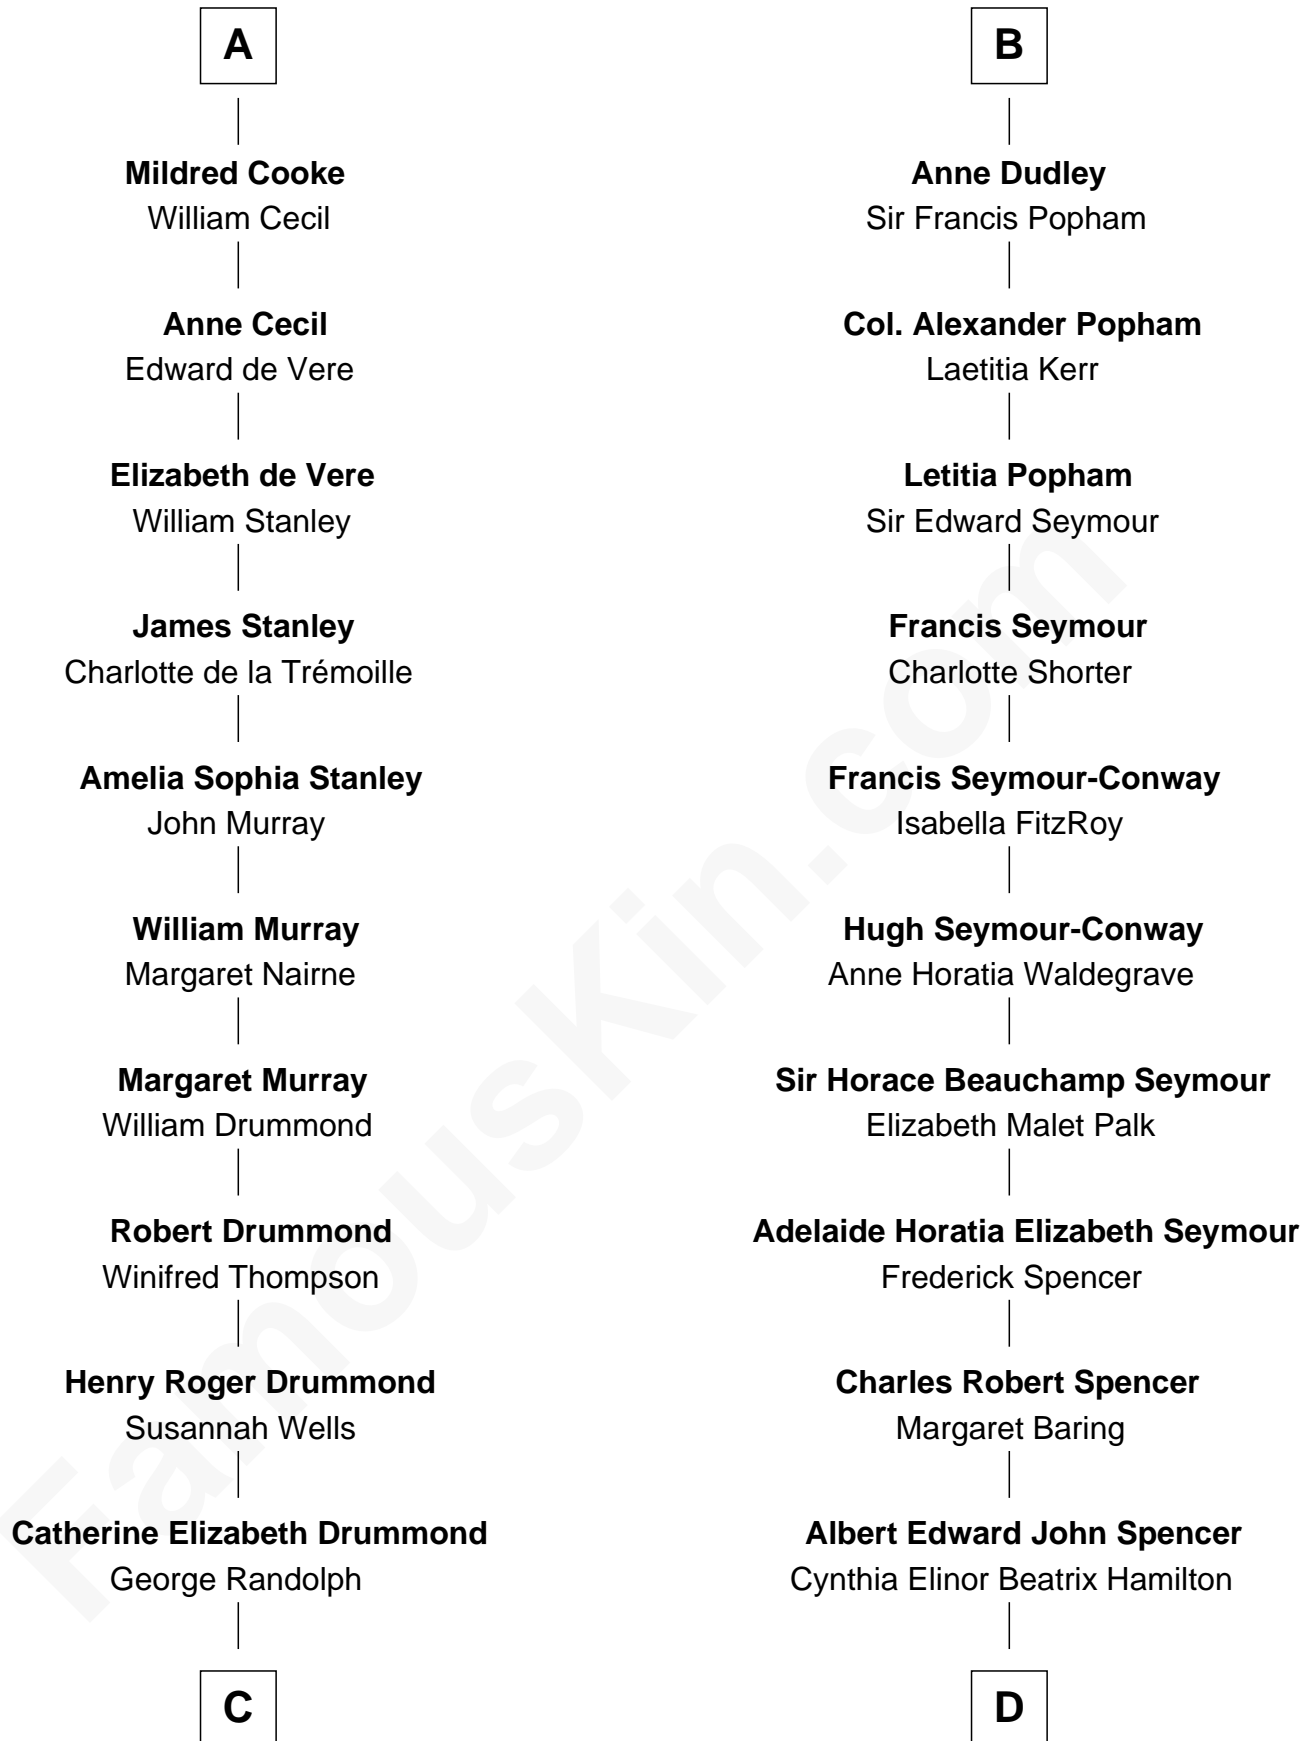 A
Mildred Cooke
William Cecil
Anne Cecil
Edward de Vere
Elizabeth de Vere
William Stanley
James Stanley
Charlotte de la Trémoille
Amelia Sophia Stanley
John Murray
William Murray
Margaret Nairne
Margaret Murray
William Drummond
Robert Drummond
Winifred Thompson
Henry Roger Drummond
Susannah Wells
Catherine Elizabeth Drummond
George Randolph
C
B
Anne Dudley
Sir Francis Popham
Col. Alexander Popham
Laetitia Kerr
Letitia Popham
Sir Edward Seymour
Francis Seymour
Charlotte Shorter
Francis Seymour-Conway
Isabella FitzRoy
Hugh Seymour-Conway
Anne Horatia Waldegrave
Sir Horace Beauchamp Seymour
Elizabeth Malet Palk
Adelaide Horatia Elizabeth Seymour
Frederick Spencer
Charles Robert Spencer
Margaret Baring
Albert Edward John Spencer
Cynthia Elinor Beatrix Hamilton
D
FamousKin.com